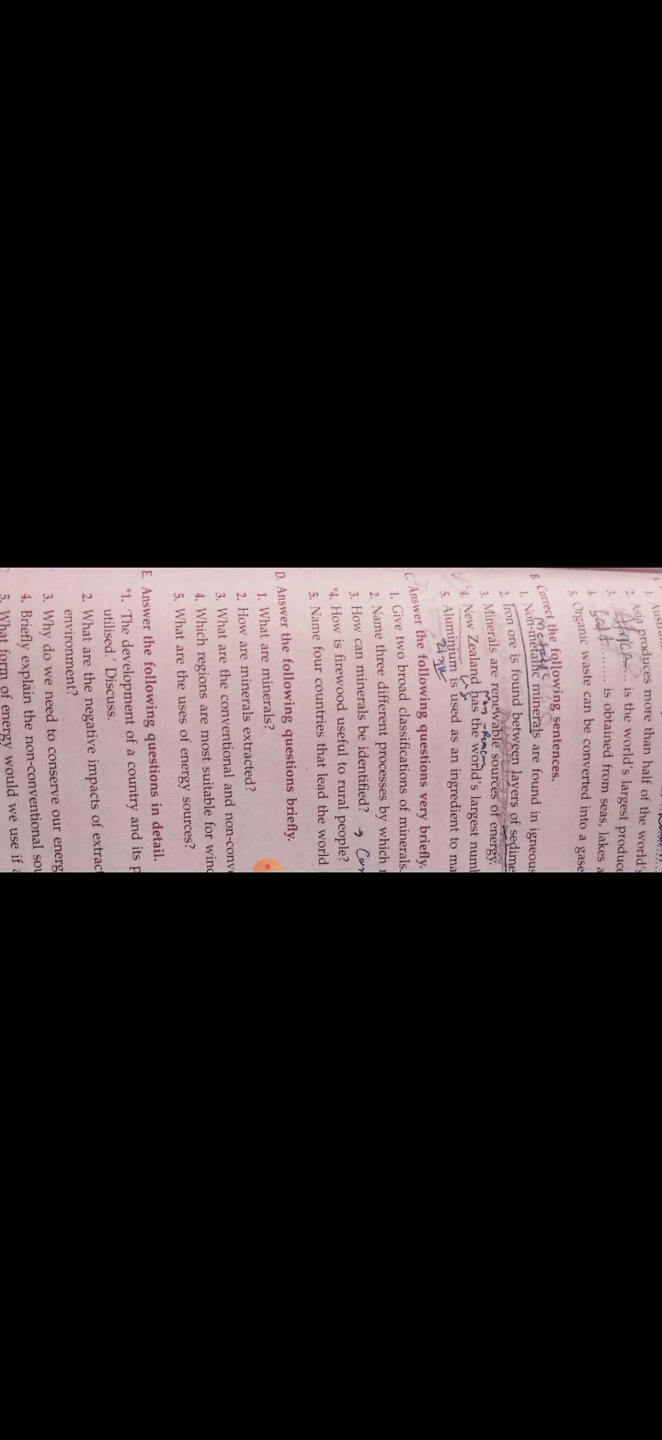 1. Austra
2. Asia produces more than half of the world's
3. Africa... is the world's largest produce
4. salt......... is obtained from seas, lakes a
5. Organic waste can be converted into a gase
B. Correct the following sentences.
metallic
1. Non-metallic minerals are found in igneous
2. Iron ore is found between layers of sedime
3. Minerals are renewable sources of energy.
4. New Zealand has the world's largest num
5. Aluminium is used as an ingredient to ma
C. Answer the following questions very briefly.
1. Give two broad classifications of minerals.
2. Name three different processes by which
3. How can minerals be identified?
*4. How is firewood useful to rural people?
5. Name four countries that lead the world
D. Answer the following questions briefly.
1. What are minerals?
2. How are minerals extracted?
3. What are the conventional and non-conve
4. Which regions are most suitable for wind
5. What are the uses of energy sources?
E. Answer the following questions in detail.
*1. 'The development of a country and its p
utilised.' Discuss.
2. What are the negative impacts of extract
environment?
3. Why do we need to conserve our energ
4. Briefly explain the non-conventional sou
5. What form of energy would we use if a